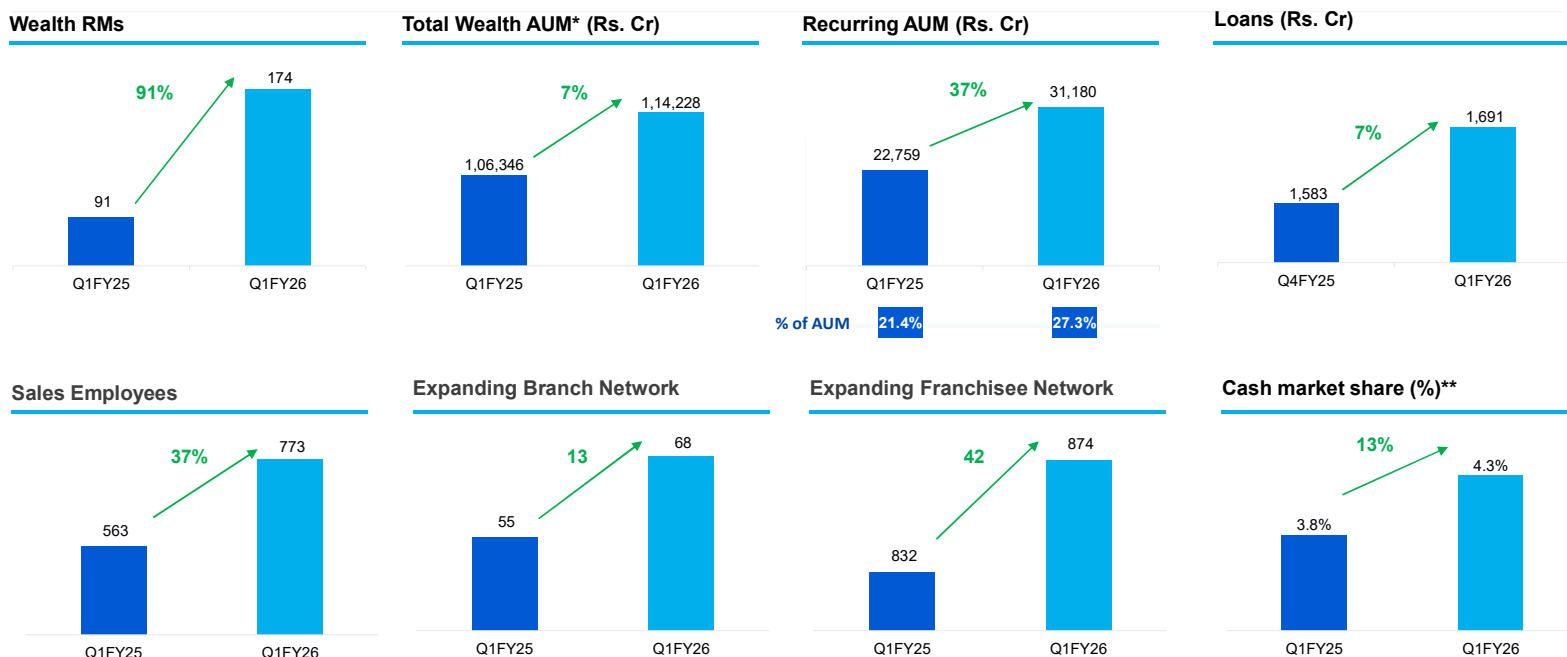 Wealth RMs
91%
91
174
Q1FY25
Q1FY26
Total Wealth AUM* (Rs. Cr)
7%
1,06,346
1,14,228
Q1FY25
Q1FY26
Recurring AUM (Rs. Cr)
37%
22,759
31,180
Q1FY25
Q1FY26
% of AUM
21.4%
27.3%
Loans (Rs. Cr)
7%
1,583
1,691
Q4FY25
Q1FY26
Sales Employees
37%
563
773
Q1FY25
Q1FY26
Expanding Branch Network
13
55
68
Q1FY25
Q1FY26
Expanding Franchisee Network
42
832
874
Q1FY25
Q1FY26
Cash market share (%)**
13%
3.8%
4.3%
Q1FY25
Q1FY26